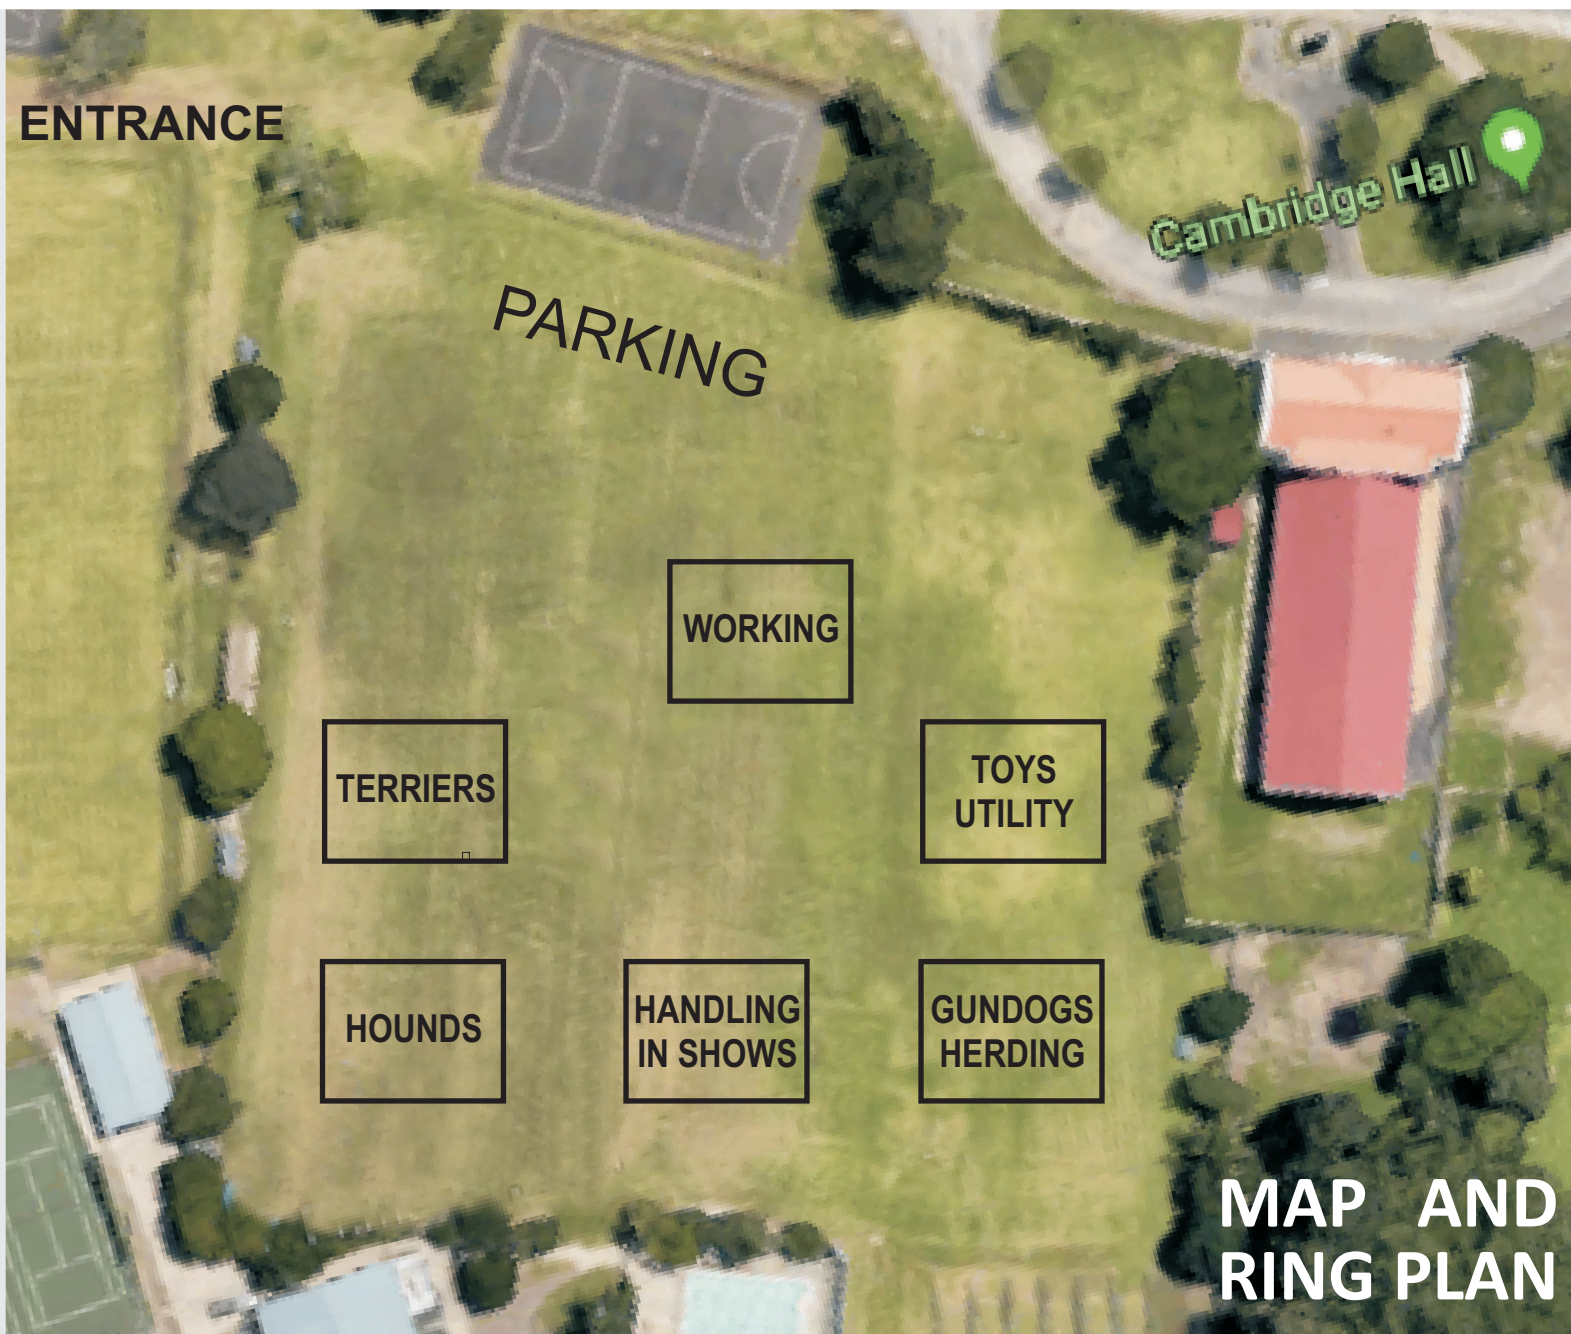 ENTRANCE
Cambridge Hall
PARKING
WORKING
TERRIERS
TOYS
UTILITY
HOUNDS
HANDLING
IN SHOWS
GUNDOGS
HERDING
MAP AND
RING PLAN